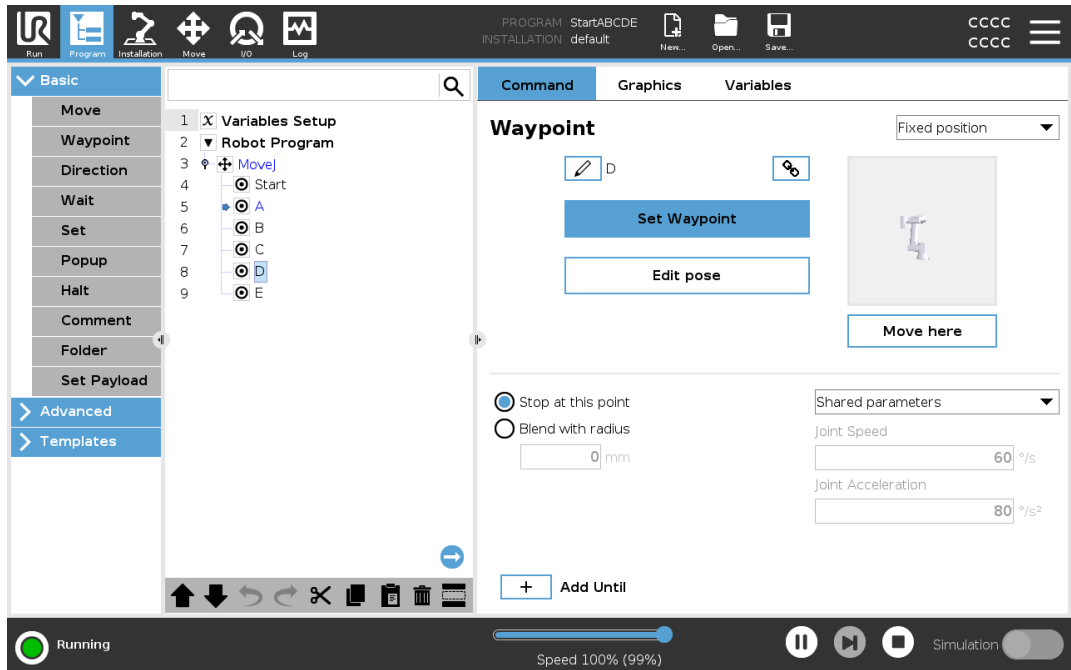 PROGRAM StartABCDE
INSTALLATION default
CCCC
CCCC
Run
Program
Installation
Move
I/O
Log
New...
Open...
Save...
Basic
Move
Waypoint
Direction
Wait
Set
Popup
Halt
Comment
Folder
Set Payload
Advanced
Templates
1 x Variables Setup
2 Robot Program
3 MoveJ
4 Start
5 A
6 B
7 C
8 D
9 E
Command Graphics Variables
Waypoint
Fixed position
D
Set Waypoint
Edit pose
Move here
Stop at this point
Blend with radius
0 mm
Shared parameters
Joint Speed
60 °/s
Joint Acceleration
80 °/s²
+ Add Until
Running
Speed 100% (99%)
Simulation